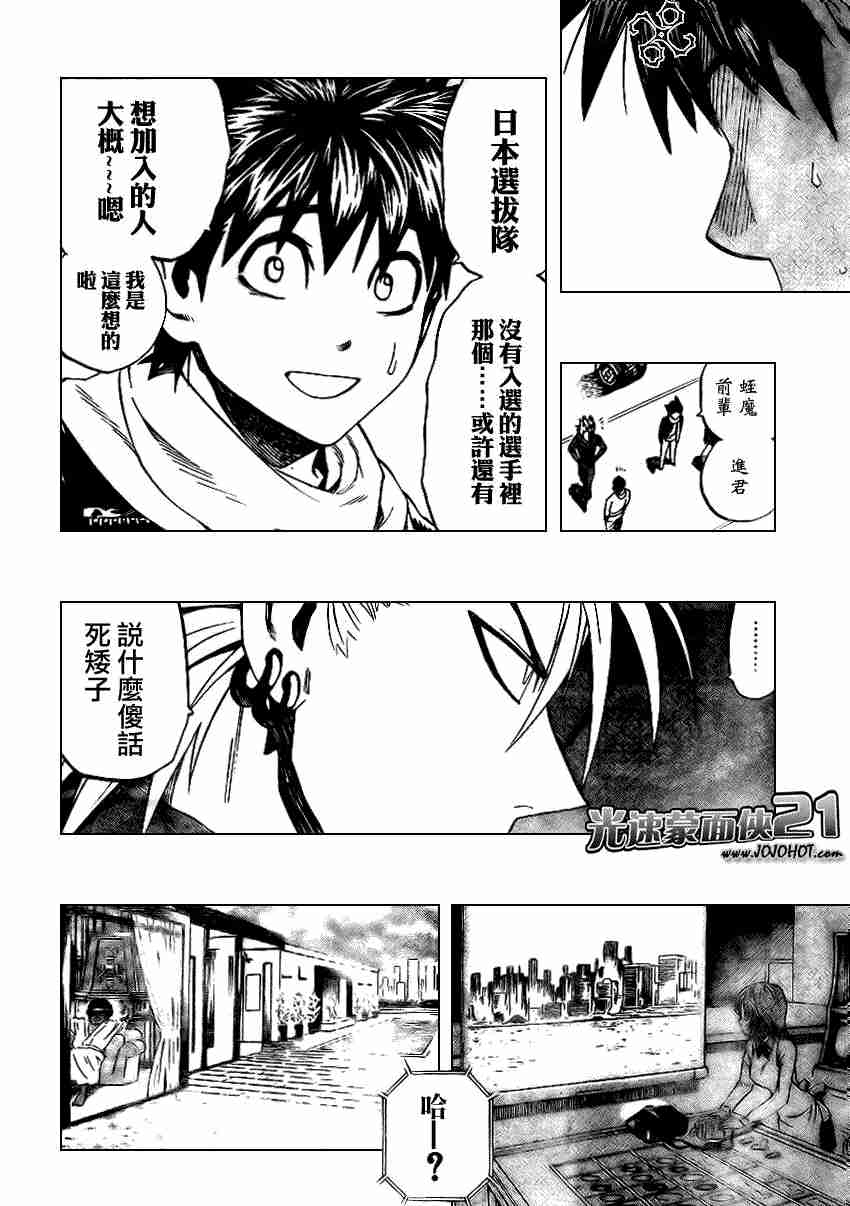 蛭魔
前輩
進君
日本選拔隊
沒有入選的選手裡
那個……或許還有
想加入的人
大概~~~嗯
我是
這麼想的
啦
………
說什麼傻話
死矮子
光速蒙面俠21
www.JOJOHOT.com
哈—?